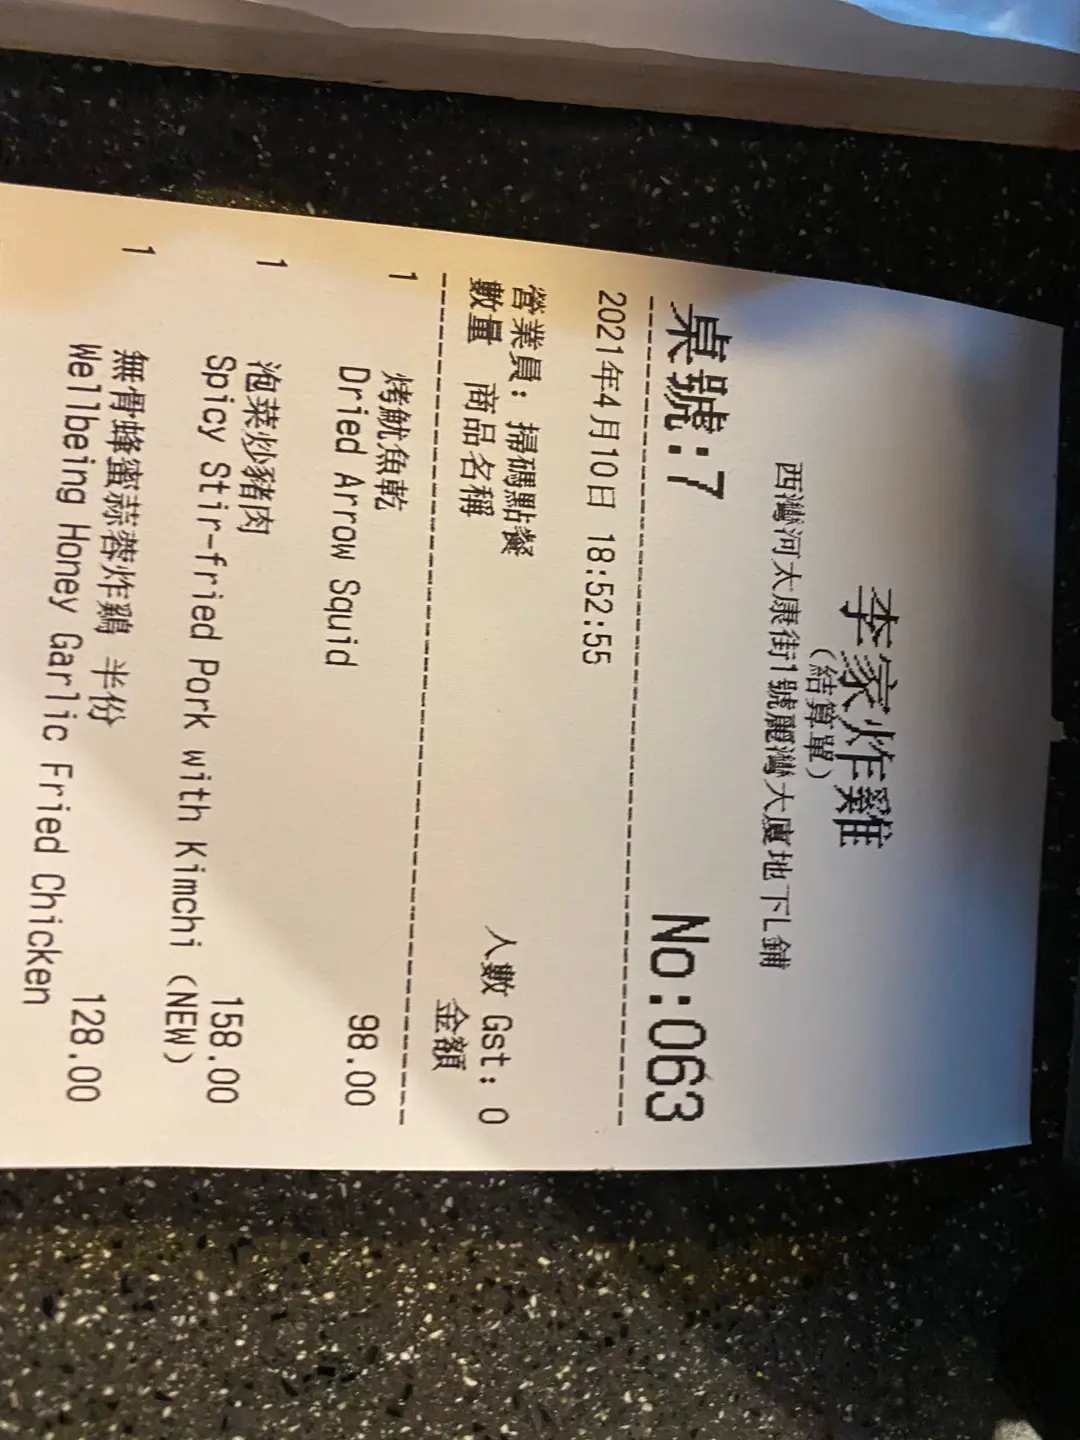 李家炸雞
(結算單)
西灣河太康街1號麗灣大廈地下L鋪
桌號:7 No:063
2021年4月10日 18:52:55
營業員: 掃碼點餐 人數 Gst: 0
數量 商品名稱 金額
1 烤魷魚乾 98.00
Dried Arrow Squid
1 泡菜炒豬肉 158.00
Spicy Stir-fried Pork with Kimchi (NEW)
1 無骨蜂蜜蒜蓉炸鷄 半份 128.00
Wellbeing Honey Garlic Fried Chicken